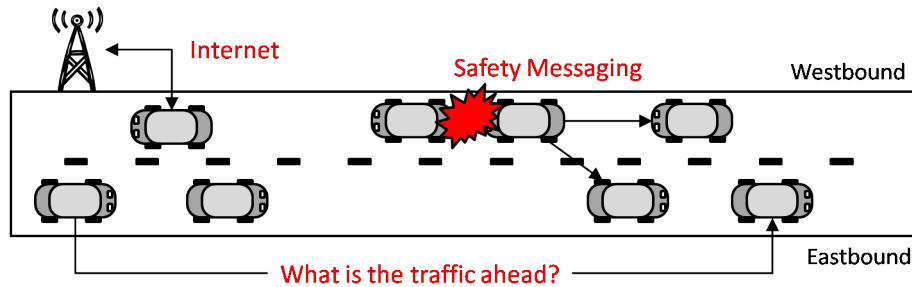 Internet
Safety Messaging
Westbound
Eastbound
What is the traffic ahead?